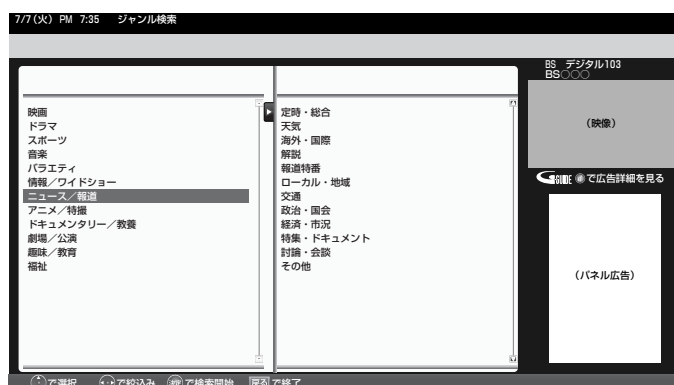 7/7(火) PM 7:35 ジャンル検索
BS デジタル103
BS○○○
映画
ドラマ
スポーツ
音楽
バラエティ
情報／ワイドショー
ニュース／報道
アニメ／特撮
ドキュメンタリー／教養
劇場／公演
趣味／教育
福祉
定時・総合
天気
海外・国際
解説
報道特番
ローカル・地域
交通
政治・国会
経済・市況
特集・ドキュメント
討論・会談
その他
(映像)
G GUIDE で広告詳細を見る
(パネル広告)
で選択 で絞込み で検索開始 戻る で終了